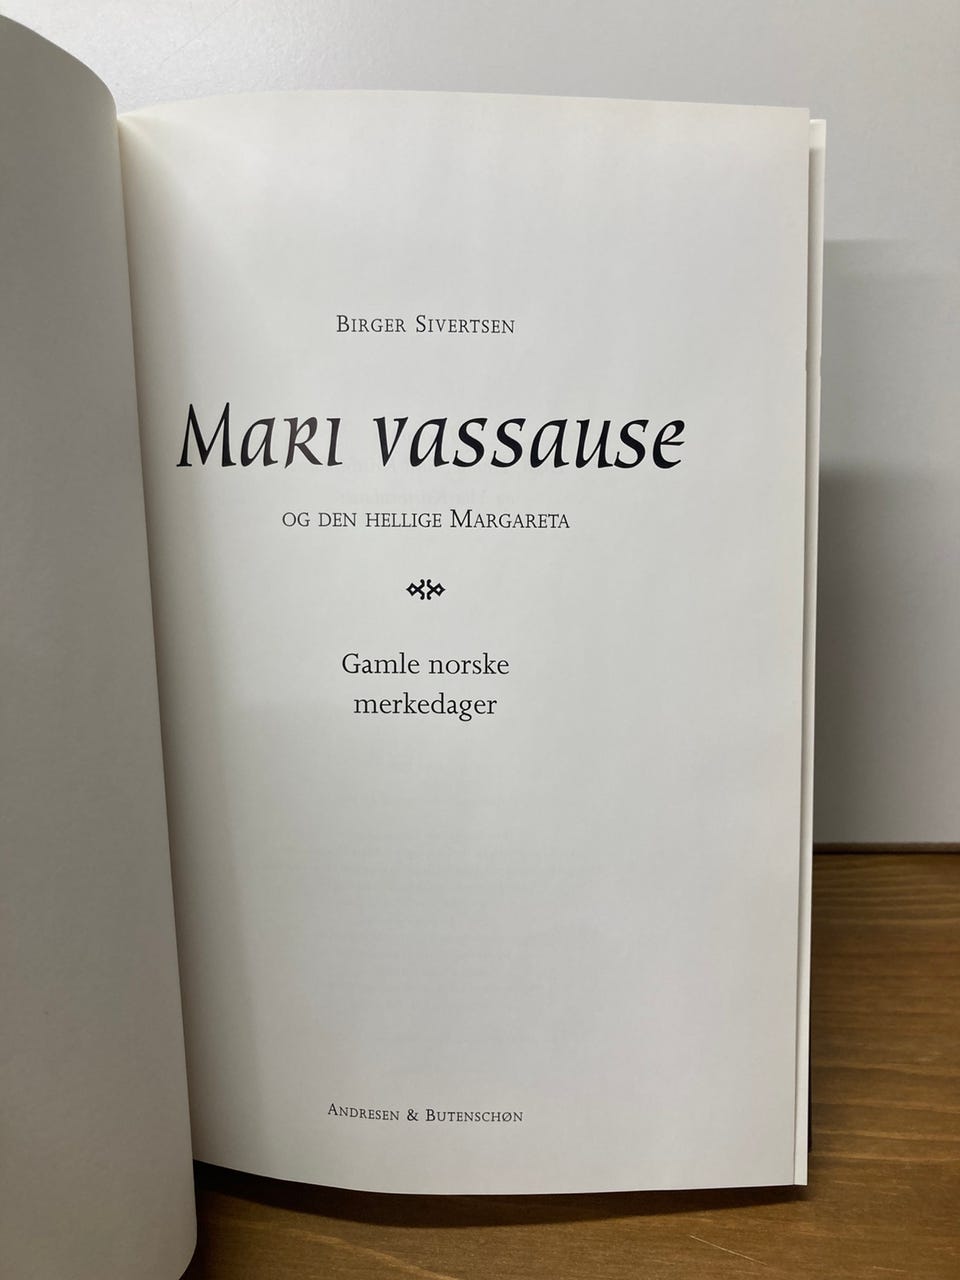 Birger Sivertsen
Mari vassause
og den hellige Margareta
Gamle norske
merkedager
Andresen & Butenschøn